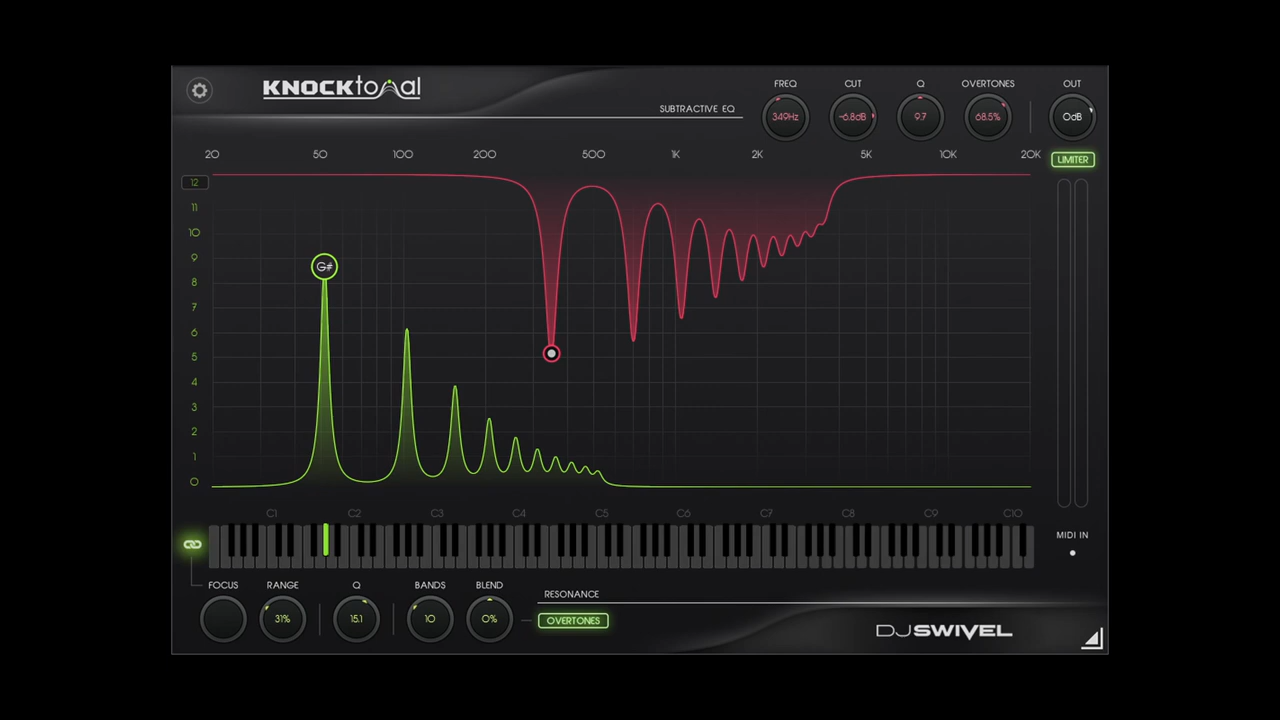 KNOCKtonal
FREQ CUT Q OVERTONES OUT
SUBTRACTIVE EQ
349Hz -6.8dB 9.7 68.5% 0dB
20 50 100 200 500 1K 2K 5K 10K 20K
LIMITER
12
11
10
9
G#
8
7
6
5
4
3
2
1
0
C1 C2 C3 C4 C5 C6 C7 C8 C9 C10
MIDI IN
FOCUS RANGE Q BANDS BLEND
RESONANCE
31% 15.1 10 0%
OVERTONES
DJSWIVEL